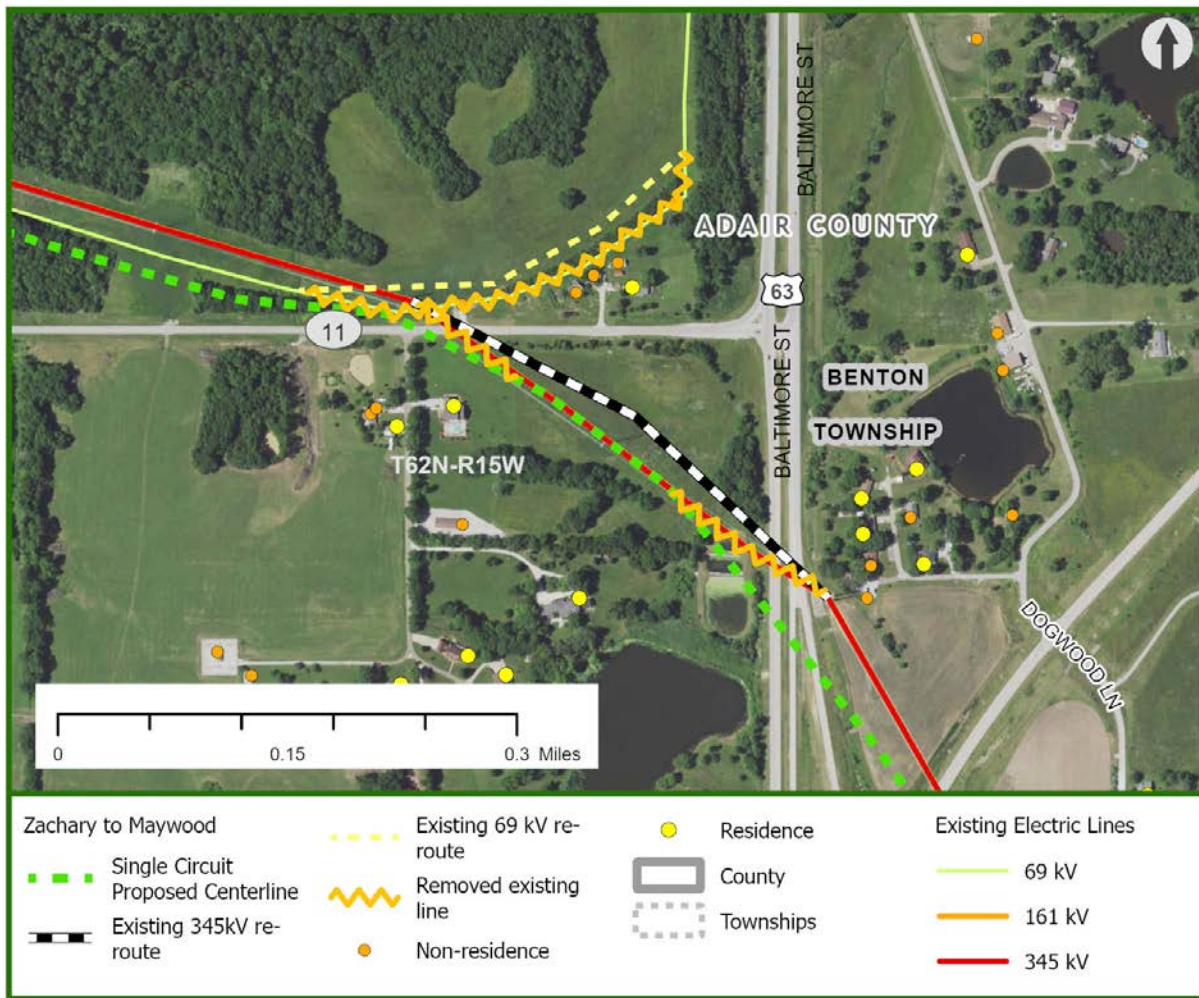 BALTIMORE ST
ADAIR COUNTY
63
11
BENTON
TOWNSHIP
BALTIMORE ST
T62N-R15W
DOGWOOD LN
0
0.15
0.3 Miles
Zachary to Maywood
Single Circuit
Proposed Centerline
Existing 345kV re-
route
Existing 69 kV re-
route
Removed existing
line
Non-residence
Residence
County
Townships
Existing Electric Lines
69 kV
161 kV
345 kV